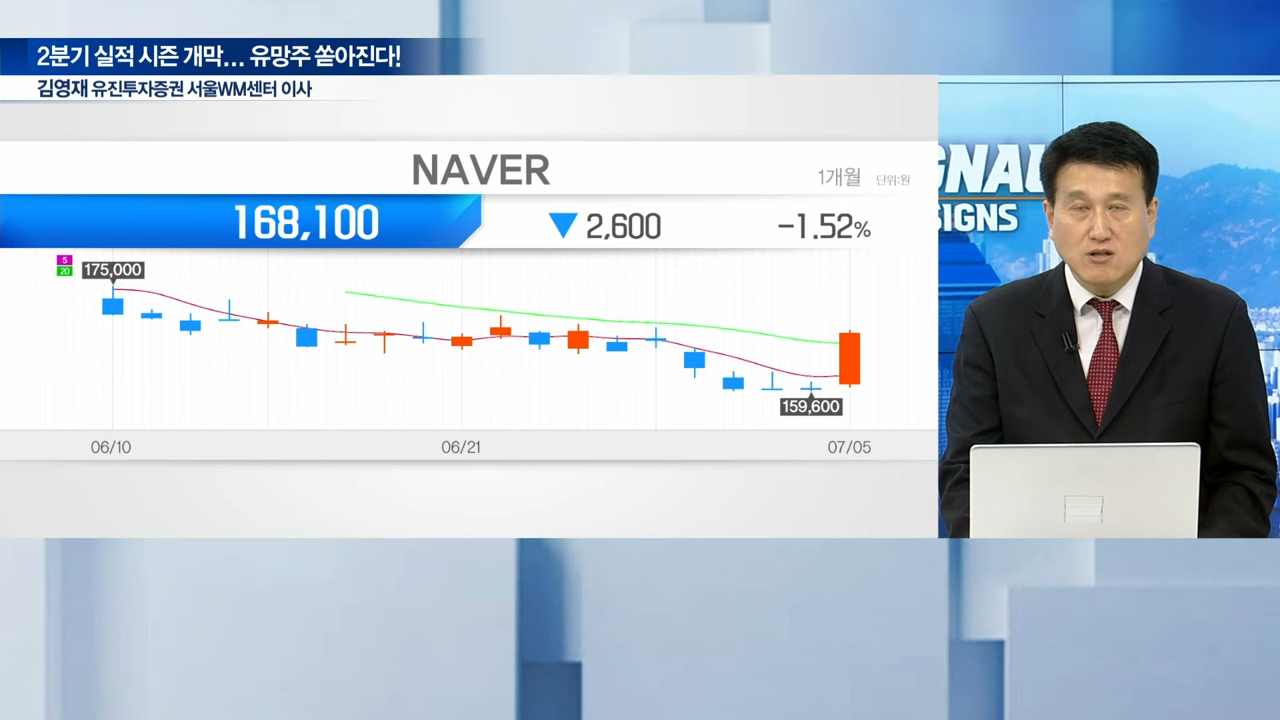 2분기 실적 시즌 개막... 유망주 쏟아진다!
김영재 유진투자증권 서울WM센터 이사
NAVER
1개월 단위:원
168,100 ▼ 2,600 -1.52%
5
20
175,000
159,600
06/10 06/21 07/05
GNAL
SIGNS